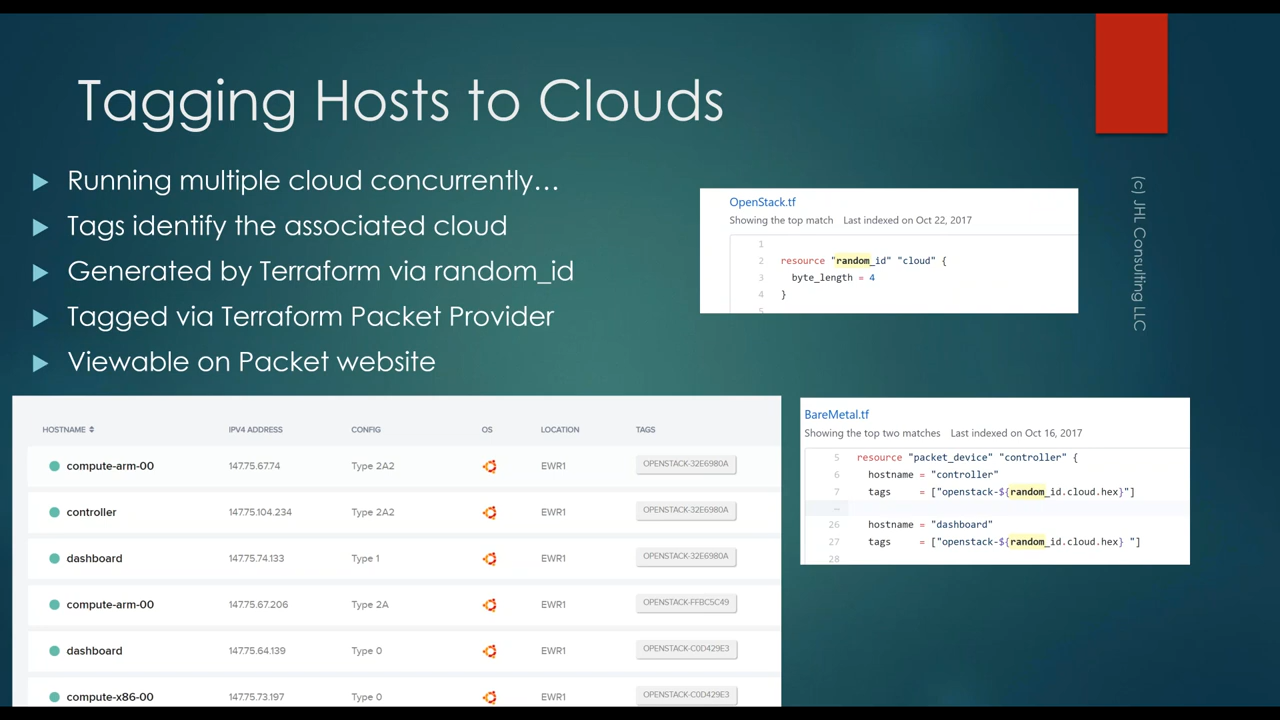 Tagging Hosts to Clouds
Running multiple cloud concurrently…
Tags identify the associated cloud
Generated by Terraform via random_id
Tagged via Terraform Packet Provider
Viewable on Packet website
(c) JHL Consulting LLC
OpenStack.tf
Showing the top match Last indexed on Oct 22, 2017
1
2 resource "random_id" "cloud" {
3 byte_length = 4
4 }
5
HOSTNAME IPV4 ADDRESS CONFIG OS LOCATION TAGS
compute-arm-00 147.75.67.74 Type 2A2 EWR1 OPENSTACK-32E6980A
controller 147.75.104.234 Type 2A2 EWR1 OPENSTACK-32E6980A
dashboard 147.75.74.133 Type 1 EWR1 OPENSTACK-32E6980A
compute-arm-00 147.75.67.206 Type 2A EWR1 OPENSTACK-FFBC5C49
dashboard 147.75.64.139 Type 0 EWR1 OPENSTACK-C0D429E3
compute-x86-00 147.75.73.197 Type 0 EWR1 OPENSTACK-C0D429E3
BareMetal.tf
Showing the top two matches Last indexed on Oct 16, 2017
5 resource "packet_device" "controller" {
6 hostname = "controller"
7 tags = ["openstack-${random_id.cloud.hex}"]
26 hostname = "dashboard"
27 tags = ["openstack-${random_id.cloud.hex} "]
28